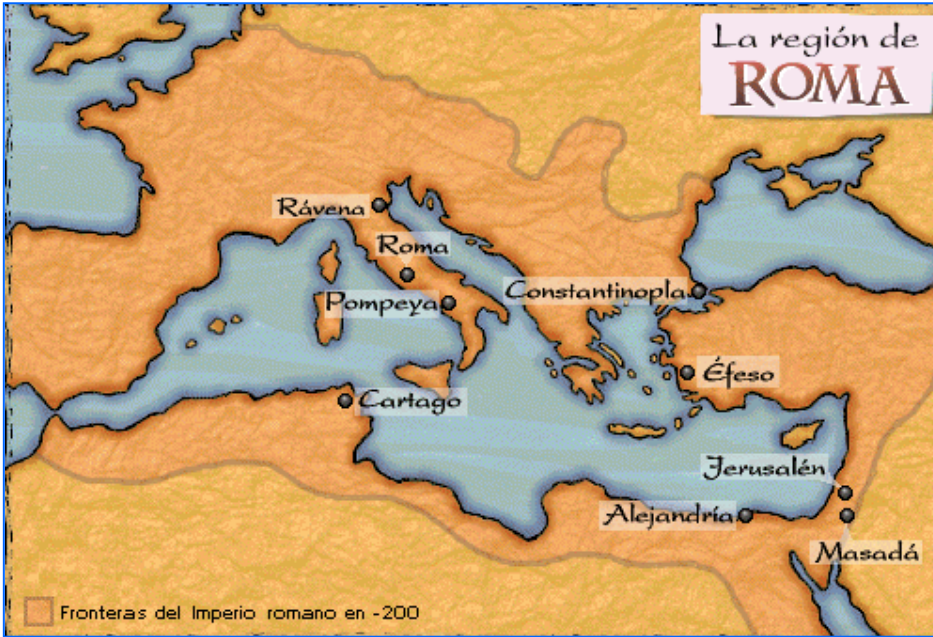 La región de
ROMA
Rávena
Roma
Pompeya
Constantinopla
Éfeso
Cartago
Jerusalén
Alejandría
Masadá
Fronteras del Imperio romano en -200